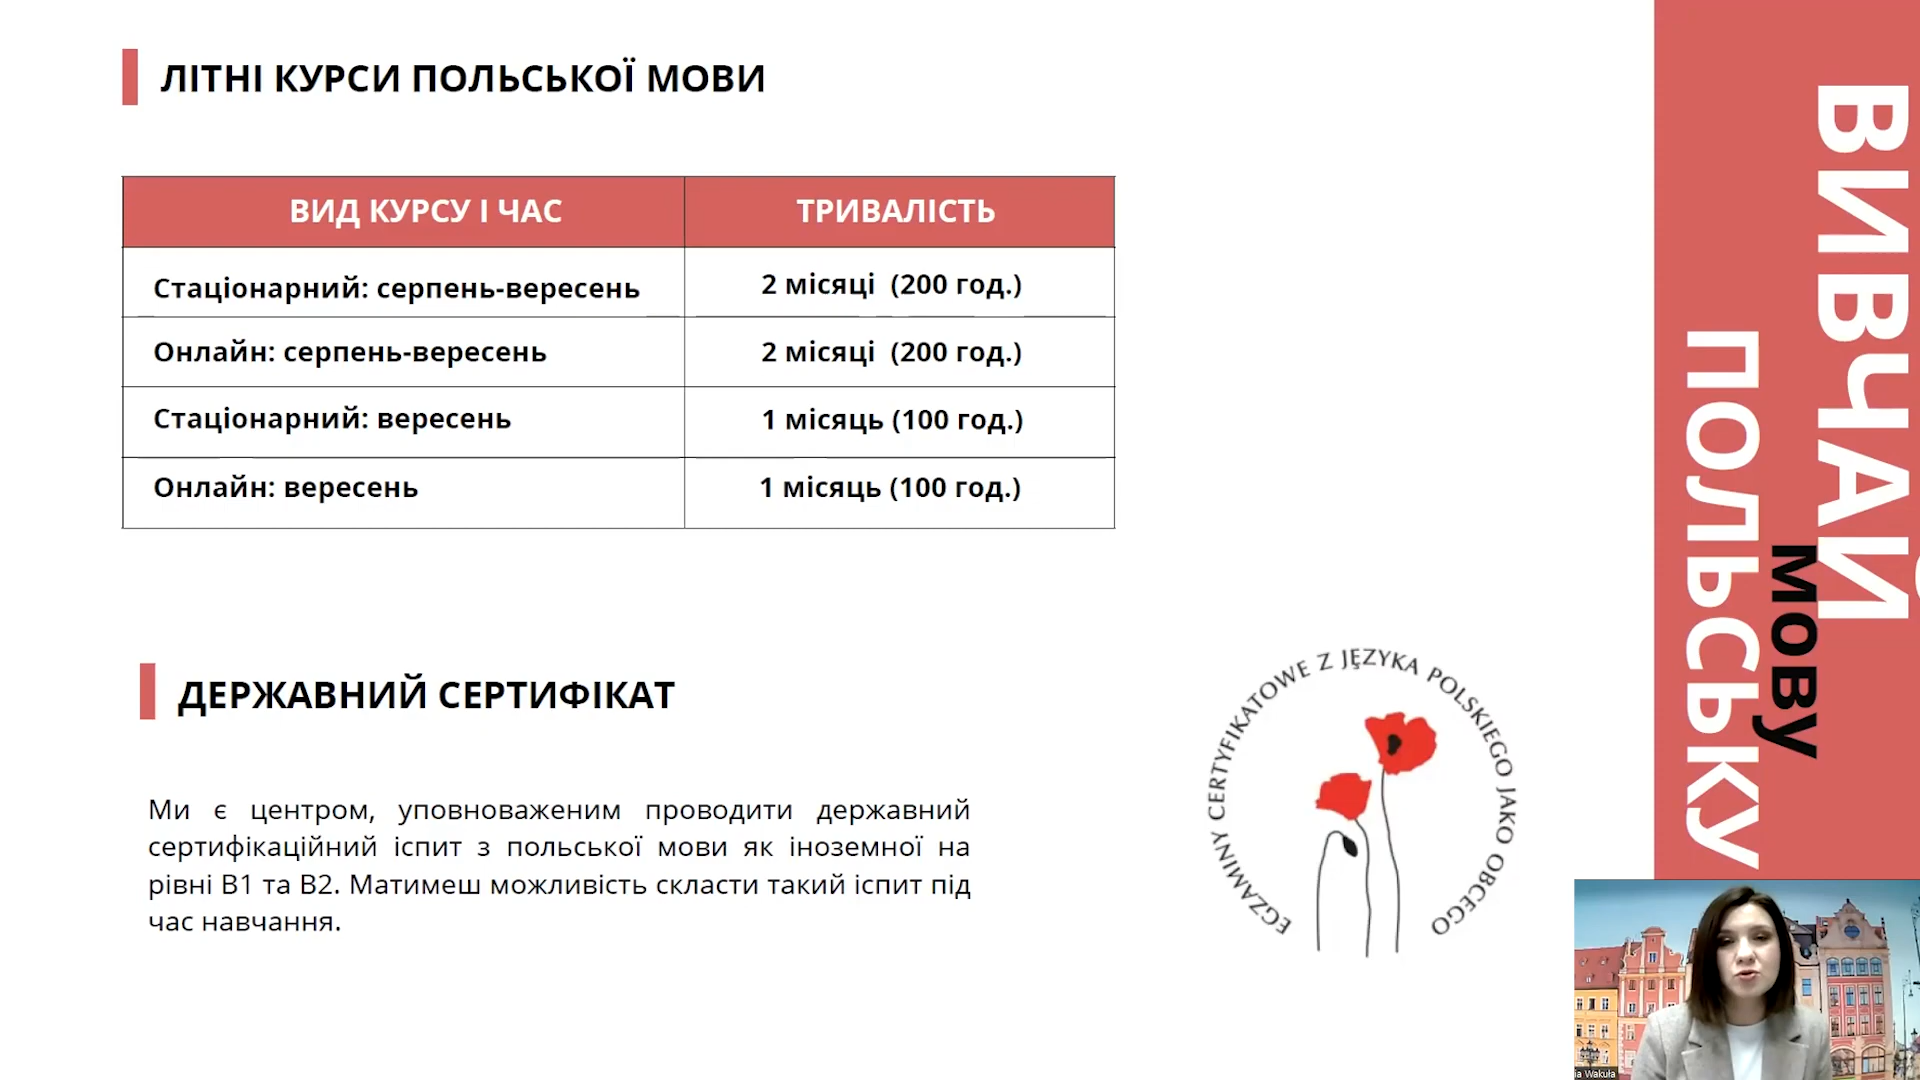 ЛІТНІ КУРСИ ПОЛЬСЬКОЇ МОВИ
ВИД КУРСУ І ЧАС ТРИВАЛІСТЬ
Стаціонарний: серпень-вересень 2 місяці (200 год.)
Онлайн: серпень-вересень 2 місяці (200 год.)
Стаціонарний: вересень 1 місяць (100 год.)
Онлайн: вересень 1 місяць (100 год.)
ДЕРЖАВНИЙ СЕРТИФІКАТ
Ми є центром, уповноваженим проводити державний
сертифікаційний іспит з польської мови як іноземної на
рівні B1 та B2. Матимеш можливість скласти такий іспит під
час навчання.
EGZAMINY CERTYFIKATOWE Z JĘZYKA POLSKIEGO JAKO OBCEGO
ВИВЧАЙ
ПОЛЬСЬКУ
МОВУ
ia Wakuła